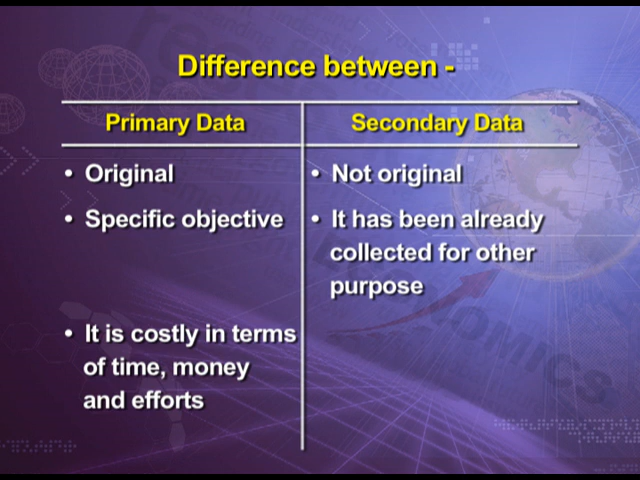 Difference between -
Primary Data
Secondary Data
• Original
• Not original
• Specific objective
• It has been already
collected for other
purpose
• It is costly in terms
of time, money
and efforts
OMICS